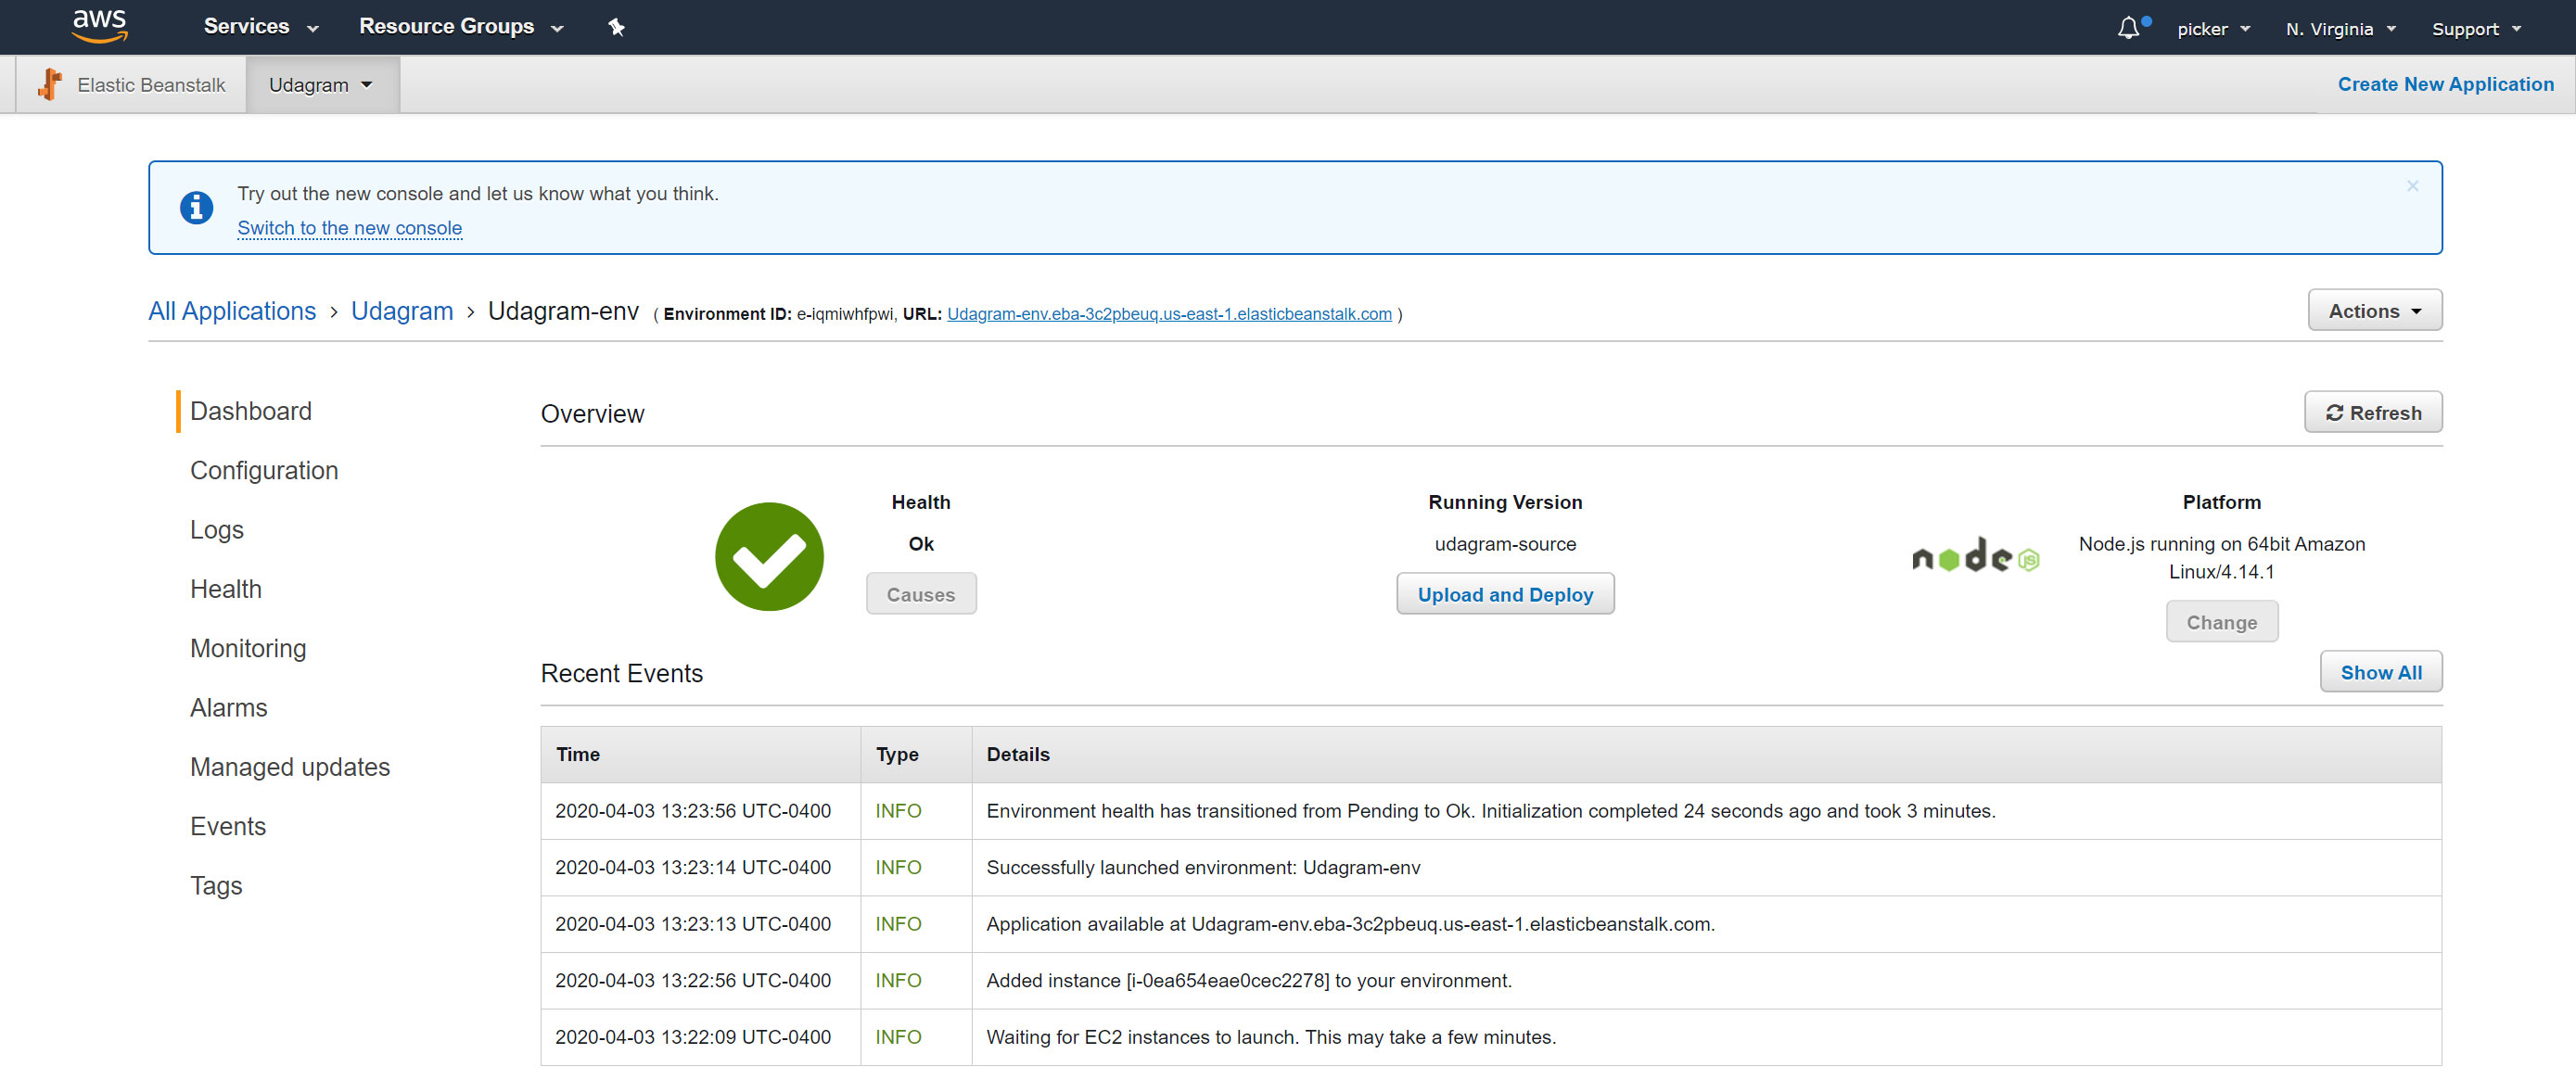 aws Services Resource Groups picker N. Virginia Support
Elastic Beanstalk Udagram Create New Application
Try out the new console and let us know what you think.
Switch to the new console
All Applications > Udagram > Udagram-env ( Environment ID: e-iqmiwhfpwi, URL: Udagram-env.eba-3c2pbeuq.us-east-1.elasticbeanstalk.com )
Actions
Dashboard
Configuration
Logs
Health
Monitoring
Alarms
Managed updates
Events
Tags
Overview
Refresh
Health
Ok
Causes
Running Version
udagram-source
Upload and Deploy
node JS
Platform
Node.js running on 64bit Amazon
Linux/4.14.1
Change
Recent Events
Show All
Time Type Details
2020-04-03 13:23:56 UTC-0400 INFO Environment health has transitioned from Pending to Ok. Initialization completed 24 seconds ago and took 3 minutes.
2020-04-03 13:23:14 UTC-0400 INFO Successfully launched environment: Udagram-env
2020-04-03 13:23:13 UTC-0400 INFO Application available at Udagram-env.eba-3c2pbeuq.us-east-1.elasticbeanstalk.com.
2020-04-03 13:22:56 UTC-0400 INFO Added instance [i-0ea654eae0cec2278] to your environment.
2020-04-03 13:22:09 UTC-0400 INFO Waiting for EC2 instances to launch. This may take a few minutes.